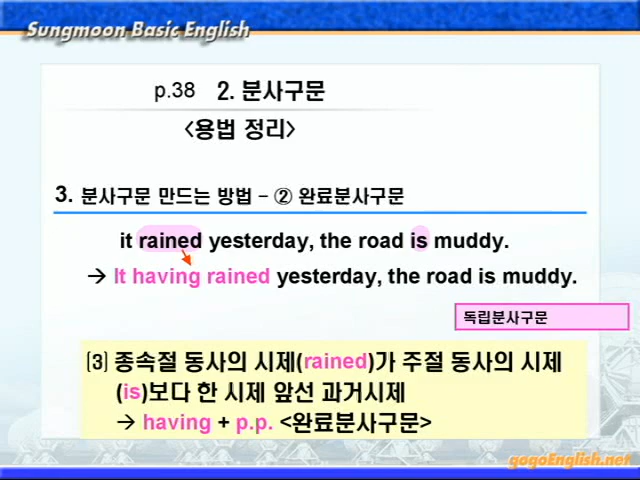 Sungmoon Basic English
p.38 2. 분사구문
<용법 정리>
3. 분사구문 만드는 방법 – ② 완료분사구문
it rained yesterday, the road is muddy.
→ It having rained yesterday, the road is muddy.
독립분사구문
(3) 종속절 동사의 시제(rained)가 주절 동사의 시제
(is)보다 한 시제 앞선 과거시제
→ having + p.p. <완료분사구문>
gogoEnglish.net